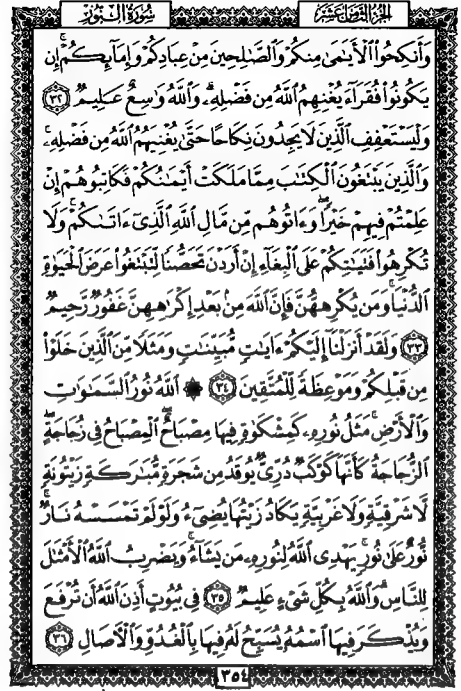 الجزء الثامن عشر
سورة النور
وَأَنكِحُوا۟ ٱلْأَيَـٰمَىٰ مِنكُمْ وَٱلصَّـٰلِحِينَ مِنْ عِبَادِكُمْ وَإِمَآئِكُمْ ۚ إِن
يَكُونُوا۟ فُقَرَآءَ يُغْنِهِمُ ٱللَّهُ مِن فَضْلِهِۦ ۗ وَٱللَّهُ وَٰسِعٌ عَلِيمٌ ٣٢
وَلْيَسْتَعْفِفِ ٱلَّذِينَ لَا يَجِدُونَ نِكَاحًا حَتَّىٰ يُغْنِيَهُمُ ٱللَّهُ مِن فَضْلِهِۦ ۗ
وَٱلَّذِينَ يَبْتَغُونَ ٱلْكِتَـٰبَ مِمَّا مَلَكَتْ أَيْمَـٰنُكُمْ فَكَاتِبُوهُمْ إِنْ
عَلِمْتُمْ فِيهِمْ خَيْرًا ۖ وَءَاتُوهُم مِّن مَّالِ ٱللَّهِ ٱلَّذِىٓ ءَاتَىٰكُمْ ۚ وَلَا
تُكْرِهُوا۟ فَتَيَـٰتِكُمْ عَلَى ٱلْبِغَآءِ إِنْ أَرَدْنَ تَحَصُّنًا لِّتَبْتَغُوا۟ عَرَضَ ٱلْحَيَوٰةِ
ٱلدُّنْيَا ۚ وَمَن يُكْرِههُّنَّ فَإِنَّ ٱللَّهَ مِنۢ بَعْدِ إِكْرَٰهِهِنَّ غَفُورٌ رَّحِيمٌ
٣٣ وَلَقَدْ أَنزَلْنَآ إِلَيْكُمْ ءَايَـٰتٍ مُّبَيِّنَـٰتٍ وَمَثَلًا مِّنَ ٱلَّذِينَ خَلَوْا۟
مِن قَبْلِكُمْ وَمَوْعِظَةً لِّلْمُتَّقِينَ ٣٤ ۞ ٱللَّهُ نُورُ ٱلسَّمَـٰوَٰتِ
وَٱلْأَرْضِ ۚ مَثَلُ نُورِهِۦ كَمِشْكَوٰةٍ فِيهَا مِصْبَاحٌ ۖ ٱلْمِصْبَاحُ فِى زُجَاجَةٍ ۖ
ٱلزُّجَاجَةُ كَأَنَّهَا كَوْكَبٌ دُرِّىٌّ يُوقَدُ مِن شَجَرَةٍ مُّبَـٰرَكَةٍ زَيْتُونَةٍ
لَّا شَرْقِيَّةٍ وَلَا غَرْبِيَّةٍ يَكَادُ زَيْتُهَا يُضِىٓءُ وَلَوْ لَمْ تَمْسَسْهُ نَارٌ ۚ
نُّورٌ عَلَىٰ نُورٍ ۗ يَهْدِى ٱللَّهُ لِنُورِهِۦ مَن يَشَآءُ ۚ وَيَضْرِبُ ٱللَّهُ ٱلْأَمْثَـٰلَ
لِلنَّاسِ ۗ وَٱللَّهُ بِكُلِّ شَىْءٍ عَلِيمٌ ٣٥ فِى بُيُوتٍ أَذِنَ ٱللَّهُ أَن تُرْفَعَ
وَيُذْكَرَ فِيهَا ٱسْمُهُۥ يُسَبِّحُ لَهُۥ فِيهَا بِٱلْغُدُوِّ وَٱلْـَٔاصَالِ ٣٦
٣٥٤